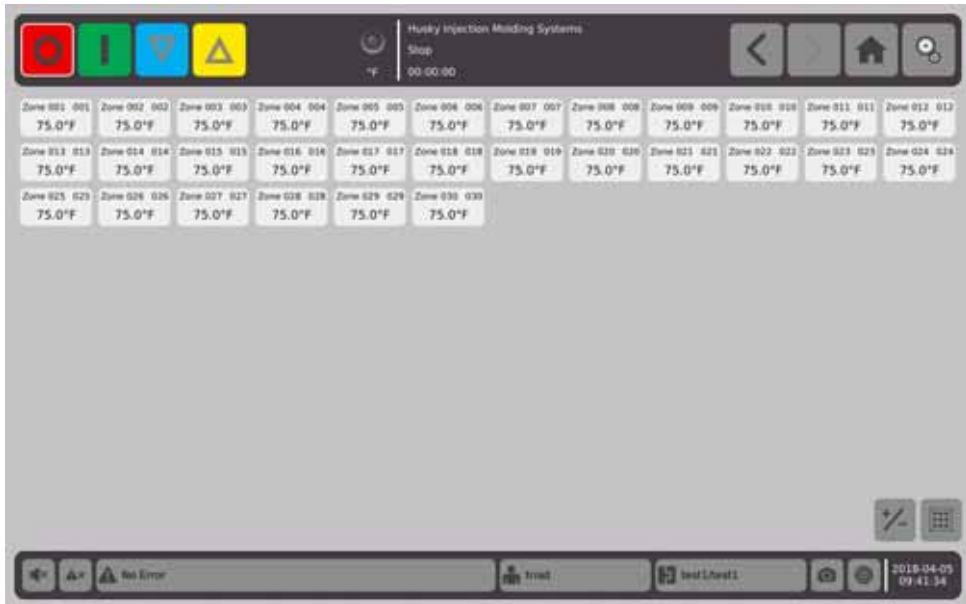 Husky Injection Molding Systems
Stop
°F 00:00:00
Zone 001 001 Zone 002 002 Zone 003 003 Zone 004 004 Zone 005 005 Zone 006 006 Zone 007 007 Zone 008 008 Zone 009 009 Zone 010 010 Zone 011 011 Zone 012 012
75.0°F 75.0°F 75.0°F 75.0°F 75.0°F 75.0°F 75.0°F 75.0°F 75.0°F 75.0°F 75.0°F 75.0°F
Zone 013 013 Zone 014 014 Zone 015 015 Zone 016 016 Zone 017 017 Zone 018 018 Zone 019 019 Zone 020 020 Zone 021 021 Zone 022 022 Zone 023 023 Zone 024 024
75.0°F 75.0°F 75.0°F 75.0°F 75.0°F 75.0°F 75.0°F 75.0°F 75.0°F 75.0°F 75.0°F 75.0°F
Zone 025 025 Zone 026 026 Zone 027 027 Zone 028 028 Zone 029 029 Zone 030 030
75.0°F 75.0°F 75.0°F 75.0°F 75.0°F 75.0°F
+/-
No Error test1/test1 2018-04-05
09:41:34